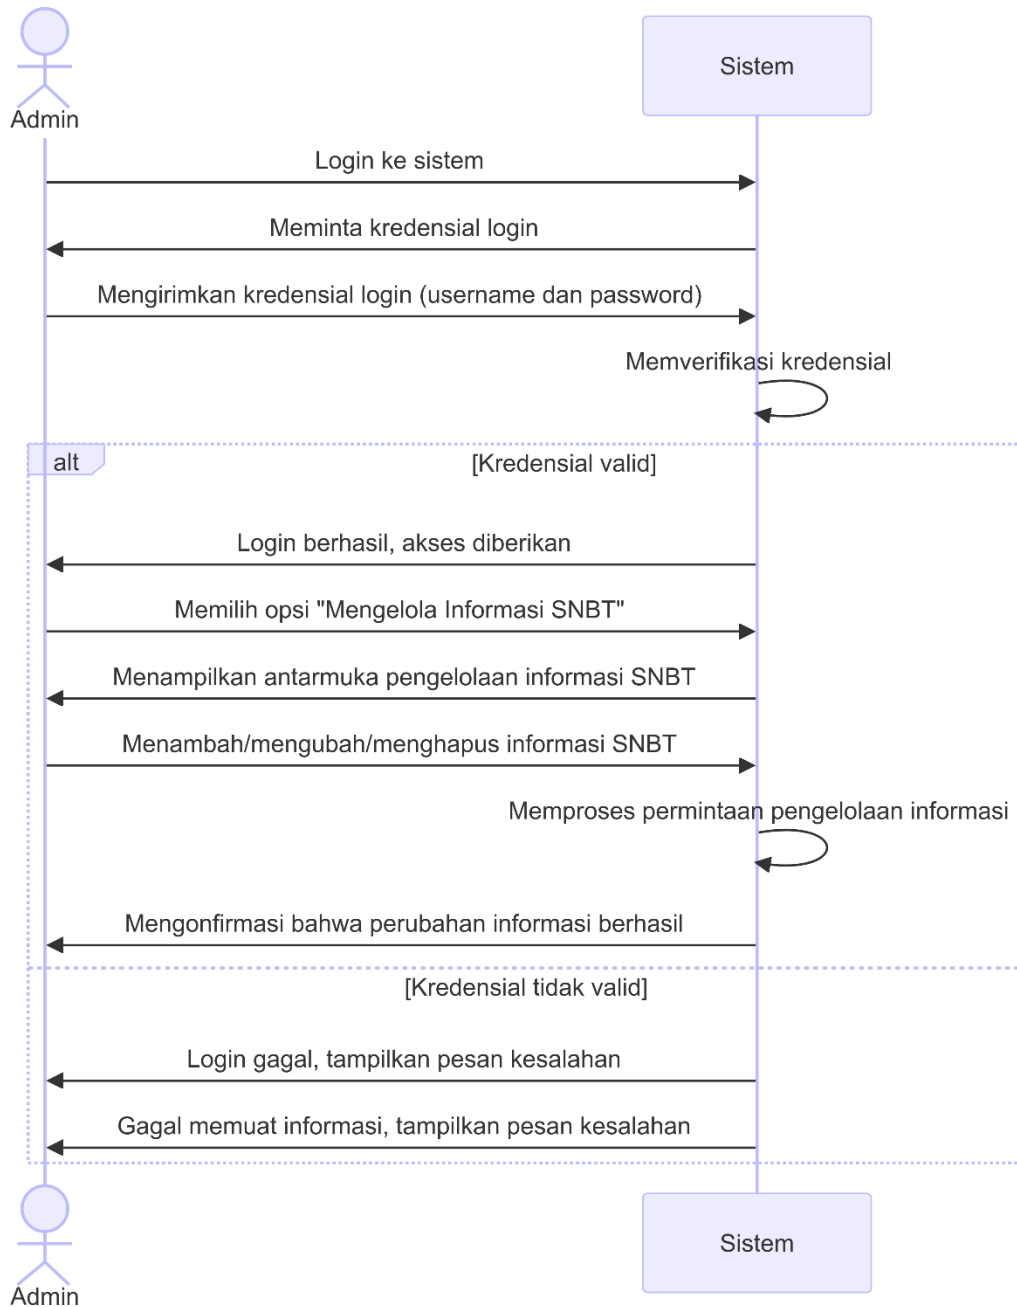 Admin
Sistem
Login ke sistem
Meminta kredensial login
Mengirimkan kredensial login (username dan password)
Memverifikasi kredensial
alt
[Kredensial valid]
Login berhasil, akses diberikan
Memilih opsi "Mengelola Informasi SNBT"
Menampilkan antarmuka pengelolaan informasi SNBT
Menambah/mengubah/menghapus informasi SNBT
Memproses permintaan pengelolaan informasi
Mengonfirmasi bahwa perubahan informasi berhasil
[Kredensial tidak valid]
Login gagal, tampilkan pesan kesalahan
Gagal memuat informasi, tampilkan pesan kesalahan
Admin
Sistem